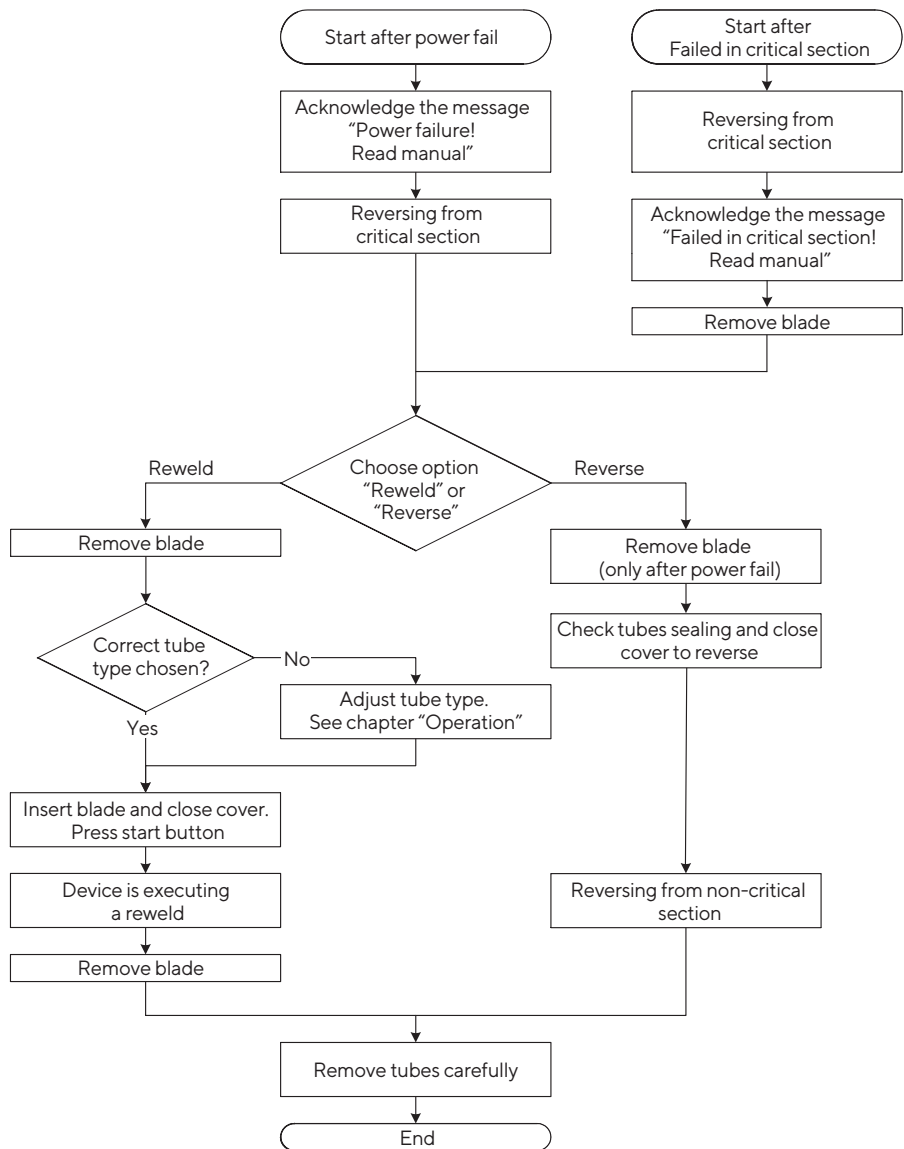 Start after power fail
Start after
Failed in critical section
Acknowledge the message
“Power failure!
Read manual”
Reversing from
critical section
Reversing from
critical section
Acknowledge the message
“Failed in critical section!
Read manual”
Remove blade
Choose option
“Reweld” or
“Reverse”
Reweld
Reverse
Remove blade
Remove blade
(only after power fail)
Correct tube
type chosen?
No
Yes
Check tubes sealing and close
cover to reverse
Adjust tube type.
See chapter “Operation”
Insert blade and close cover.
Press start button
Device is executing
a reweld
Reversing from non-critical
section
Remove blade
Remove tubes carefully
End